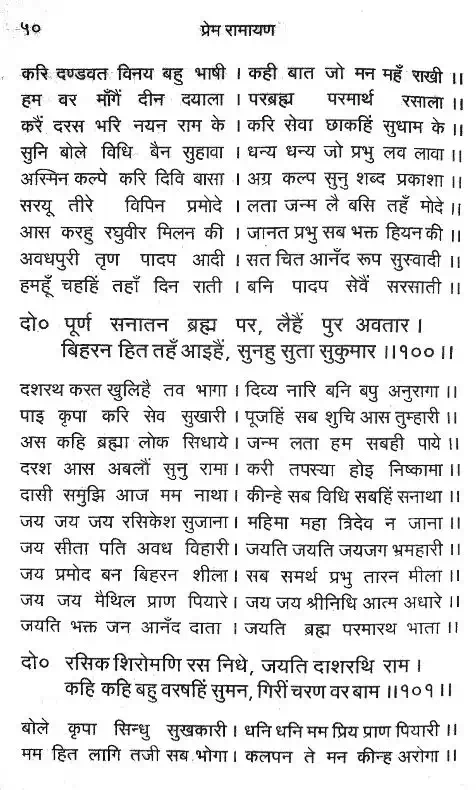 ५०
प्रेम रामायण
करि दण्डवत विनय बहु भाषी । कही बात जो मन महँ राखी ।।
हम वर माँगैं दीन दयाला । परब्रह्म परमार्थ रसाला ।।
करैं दरस भरि नयन राम के । करि सेवा छाकहिं सुधाम के ।।
सुनि बोले विधि बैन सुहावा । धन्य धन्य जो प्रभु लव लावा ।।
अस्मिन कल्पे करि दिवि बासा । अग्र कल्प सुनु शब्द प्रकाशा ।।
सरयू तीरे विपिन प्रमोदे । लता जन्म लै बसि तहँ मोदे ।।
आस करहु रघुवीर मिलन की । जानत प्रभु सब भक्त हियन की ।।
अवधपुरी तृण पादप आदी । सत चित आनँद रूप सुस्वादी ।।
हमहूँ चहहिं तहाँ दिन राती । बनि पादप सेवैं सरसाती ।।
दो० पूर्ण सनातन ब्रह्म पर, लैहैं पुर अवतार ।
बिहरन हित तहँ आइहैं, सुनहु सुता सुकुमार ।।१००।।
दशरथ करत खुलिहै तव भागा । दिव्य नारि बनि बपु अनुरागा ।।
पाइ कृपा करि सेव सुखारी । पूजहिं सब शुचि आस तुम्हारी ।।
अस कहि ब्रह्मा लोक सिधाये । जन्म लता हम सबही पाये ।।
दरश आस अबलौं सुनु रामा । करी तपस्या होइ निष्कामा ।।
दासी समुझि आज मम नाथा । कीन्हे सब विधि सबहिं सनाथा ।।
जय जय जय रसिकेश सुजाना । महिमा महा त्रिदेव न जाना ।।
जय सीता पति अवध विहारी । जयति जयति जयजग भ्रमहारी ।।
जय प्रमोद बन बिहरन शीला । सब समर्थ प्रभु तारन मीला ।।
जय जय मैथिल प्राण पियारे । जय जय श्रीनिधि आत्म अधारे ।।
जयति भक्त जन आनँद दाता । जयति ब्रह्म परमारथ भाता ।।
दो० रसिक शिरोमणि रस निधे, जयति दाशरथि राम ।
कहि कहि बहु वरषहिं सुमन, गिरीं चरण वर बाम ।।१०१।।
बोले कृपा सिन्धु सुखकारी । धनि धनि मम प्रिय प्राण पियारी ।।
मम हित लागि तजी सब भोगा । कलपन ते मन कीन्ह अरोगा ।।